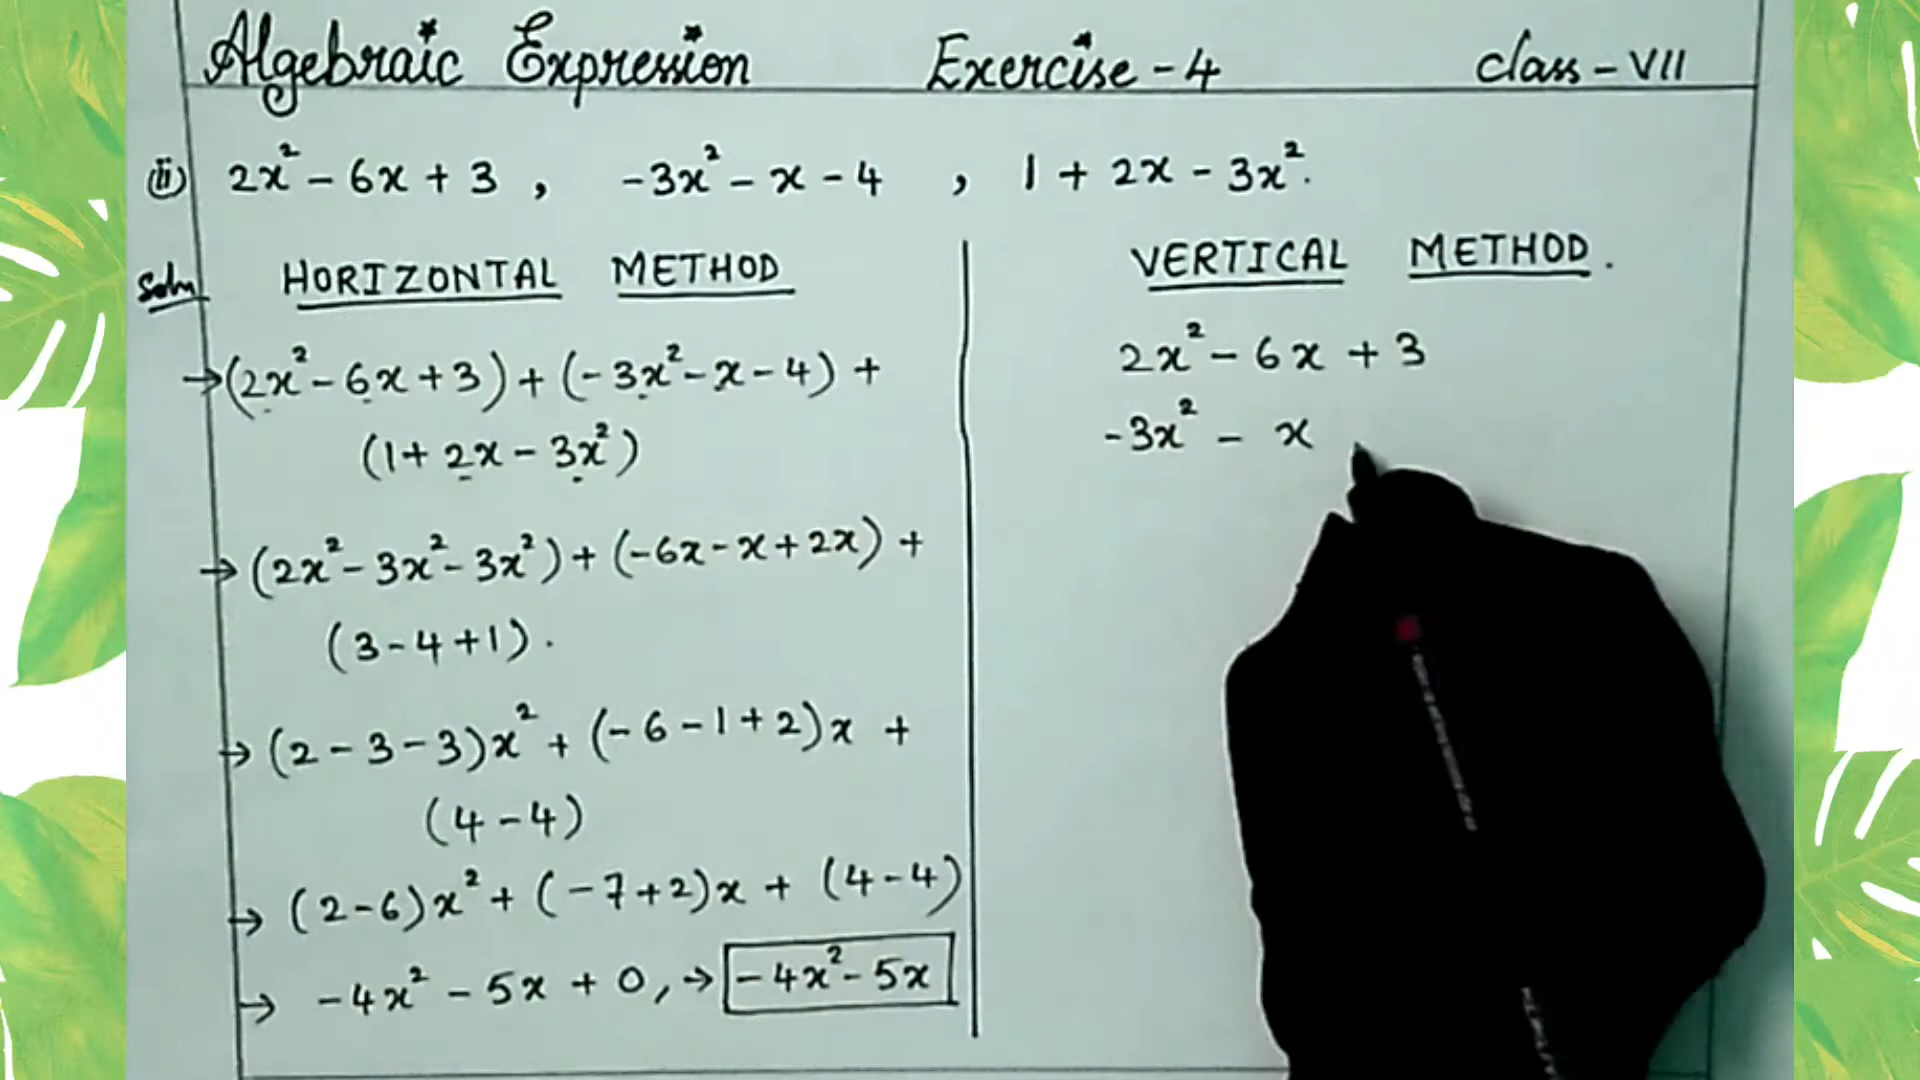 Algebraic Expression Exercise - 4 class - VII
(ii) 2x² - 6x + 3 , -3x² - x - 4 , 1 + 2x - 3x².
Soln HORIZONTAL METHOD
→ (2x² - 6x + 3) + (-3x² - x - 4) +
(1 + 2x - 3x²)
→ (2x² - 3x² - 3x²) + (-6x - x + 2x) +
(3 - 4 + 1).
→ (2 - 3 - 3)x² + (-6 - 1 + 2)x +
(4 - 4)
→ (2 - 6)x² + (-7 + 2)x + (4 - 4)
→ -4x² - 5x + 0, → -4x² - 5x
VERTICAL METHOD.
2x² - 6x + 3
-3x² - x